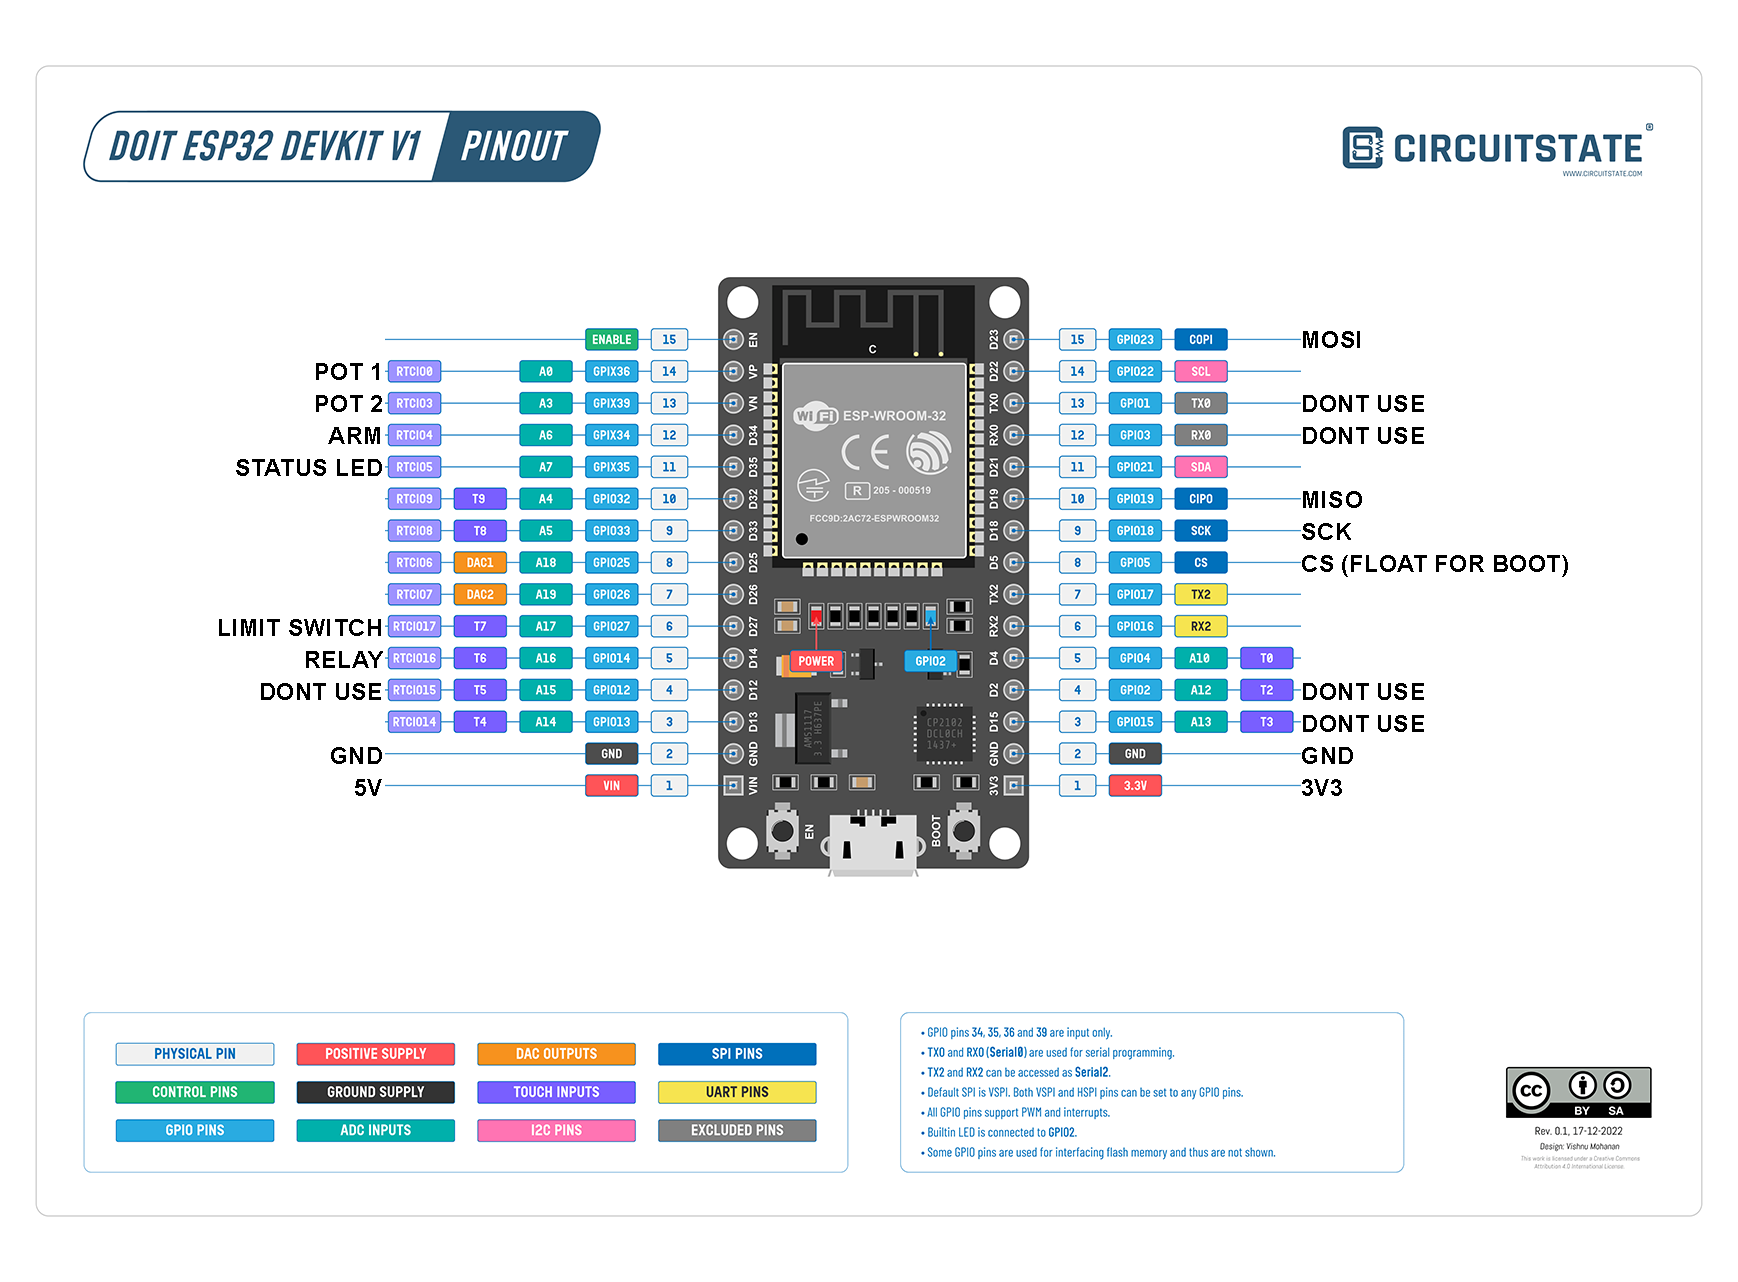 DOIT ESP32 DEVKIT V1 PINOUT
CIRCUITSTATE
WWW.CIRCUITSTATE.COM
ENABLE 15 EN
POT 1 RTCIO0 A0 GPIX36 14 VP
POT 2 RTCIO3 A3 GPIX39 13 VN
ARM RTCIO4 A6 GPIX34 12 D34
STATUS LED RTCIO5 A7 GPIX35 11 D35
RTCIO9 T9 A4 GPIO32 10 D32
RTCIO8 T8 A5 GPIO33 9 D33
RTCIO6 DAC1 A18 GPIO25 8 D25
RTCIO7 DAC2 A19 GPIO26 7 D26
LIMIT SWITCH RTCIO17 T7 A17 GPIO27 6 D27
RELAY RTCIO16 T6 A16 GPIO14 5 D14
DONT USE RTCIO15 T5 A15 GPIO12 4 D12
RTCIO14 T4 A14 GPIO13 3 D13
GND GND 2 GND
5V VIN 1 VIN
C
WiFi ESP-WROOM-32
CE
R 205 - 000519
FCC9D:2AC72-ESPWROOM32
POWER
GPIO2
AMS1117
3.3 H637PE
CP2102
DCL0CH
1437+
EN
BOOT
D23 15 GPIO23 COPI MOSI
D22 14 GPIO22 SCL
TX0 13 GPIO1 TX0 DONT USE
RX0 12 GPIO3 RX0 DONT USE
D21 11 GPIO21 SDA
D19 10 GPIO19 CIPO MISO
D18 9 GPIO18 SCK SCK
D5 8 GPIO5 CS CS (FLOAT FOR BOOT)
TX2 7 GPIO17 TX2
RX2 6 GPIO16 RX2
D4 5 GPIO4 A10 T0
D2 4 GPIO2 A12 T2 DONT USE
D15 3 GPIO15 A13 T3 DONT USE
GND 2 GND GND
3V3 1 3.3V 3V3
PHYSICAL PIN POSITIVE SUPPLY DAC OUTPUTS SPI PINS
CONTROL PINS GROUND SUPPLY TOUCH INPUTS UART PINS
GPIO PINS ADC INPUTS I2C PINS EXCLUDED PINS
• GPIO pins 34, 35, 36 and 39 are input only.
• TX0 and RX0 (Serial0) are used for serial programming.
• TX2 and RX2 can be accessed as Serial2.
• Default SPI is VSPI. Both VSPI and HSPI pins can be set to any GPIO pins.
• All GPIO pins support PWM and interrupts.
• Builtin LED is connected to GPIO2.
• Some GPIO pins are used for interfacing flash memory and thus are not shown.
CC BY SA
Rev. 0.1, 17-12-2022
Design: Vishnu Mohanan
This work is licensed under a Creative Commons
Attribution 4.0 International License